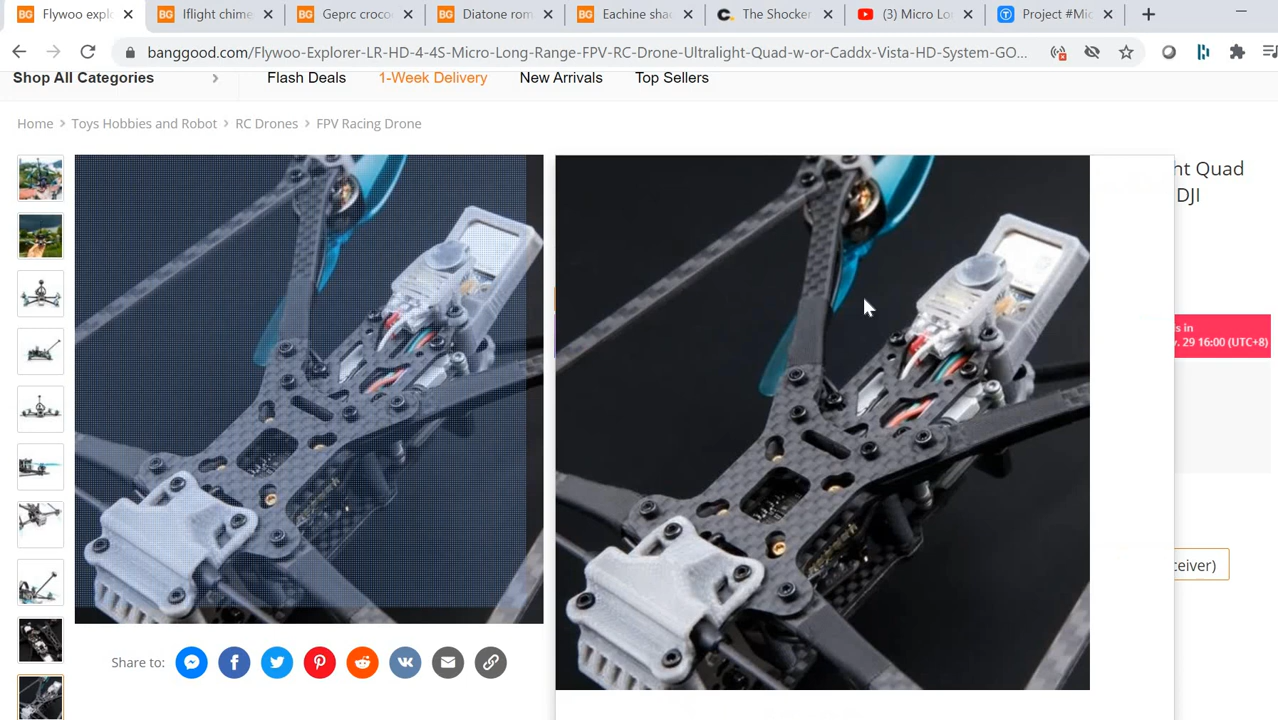 Flywoo explo
Iflight chime
Geprc croco
Diatone rom
Eachine sha
The Shocker
(3) Micro Lo
Project #Mic
banggood.com/Flywoo-Explorer-LR-HD-4-4S-Micro-Long-Range-FPV-RC-Drone-Ultralight-Quad-w-or-Caddx-Vista-HD-System-GO...
Shop All Categories
Flash Deals
1-Week Delivery
New Arrivals
Top Sellers
Home > Toys Hobbies and Robot > RC Drones > FPV Racing Drone
ht Quad
DJI
ls in
. 29 16:00 (UTC+8)
ceiver)
Share to: